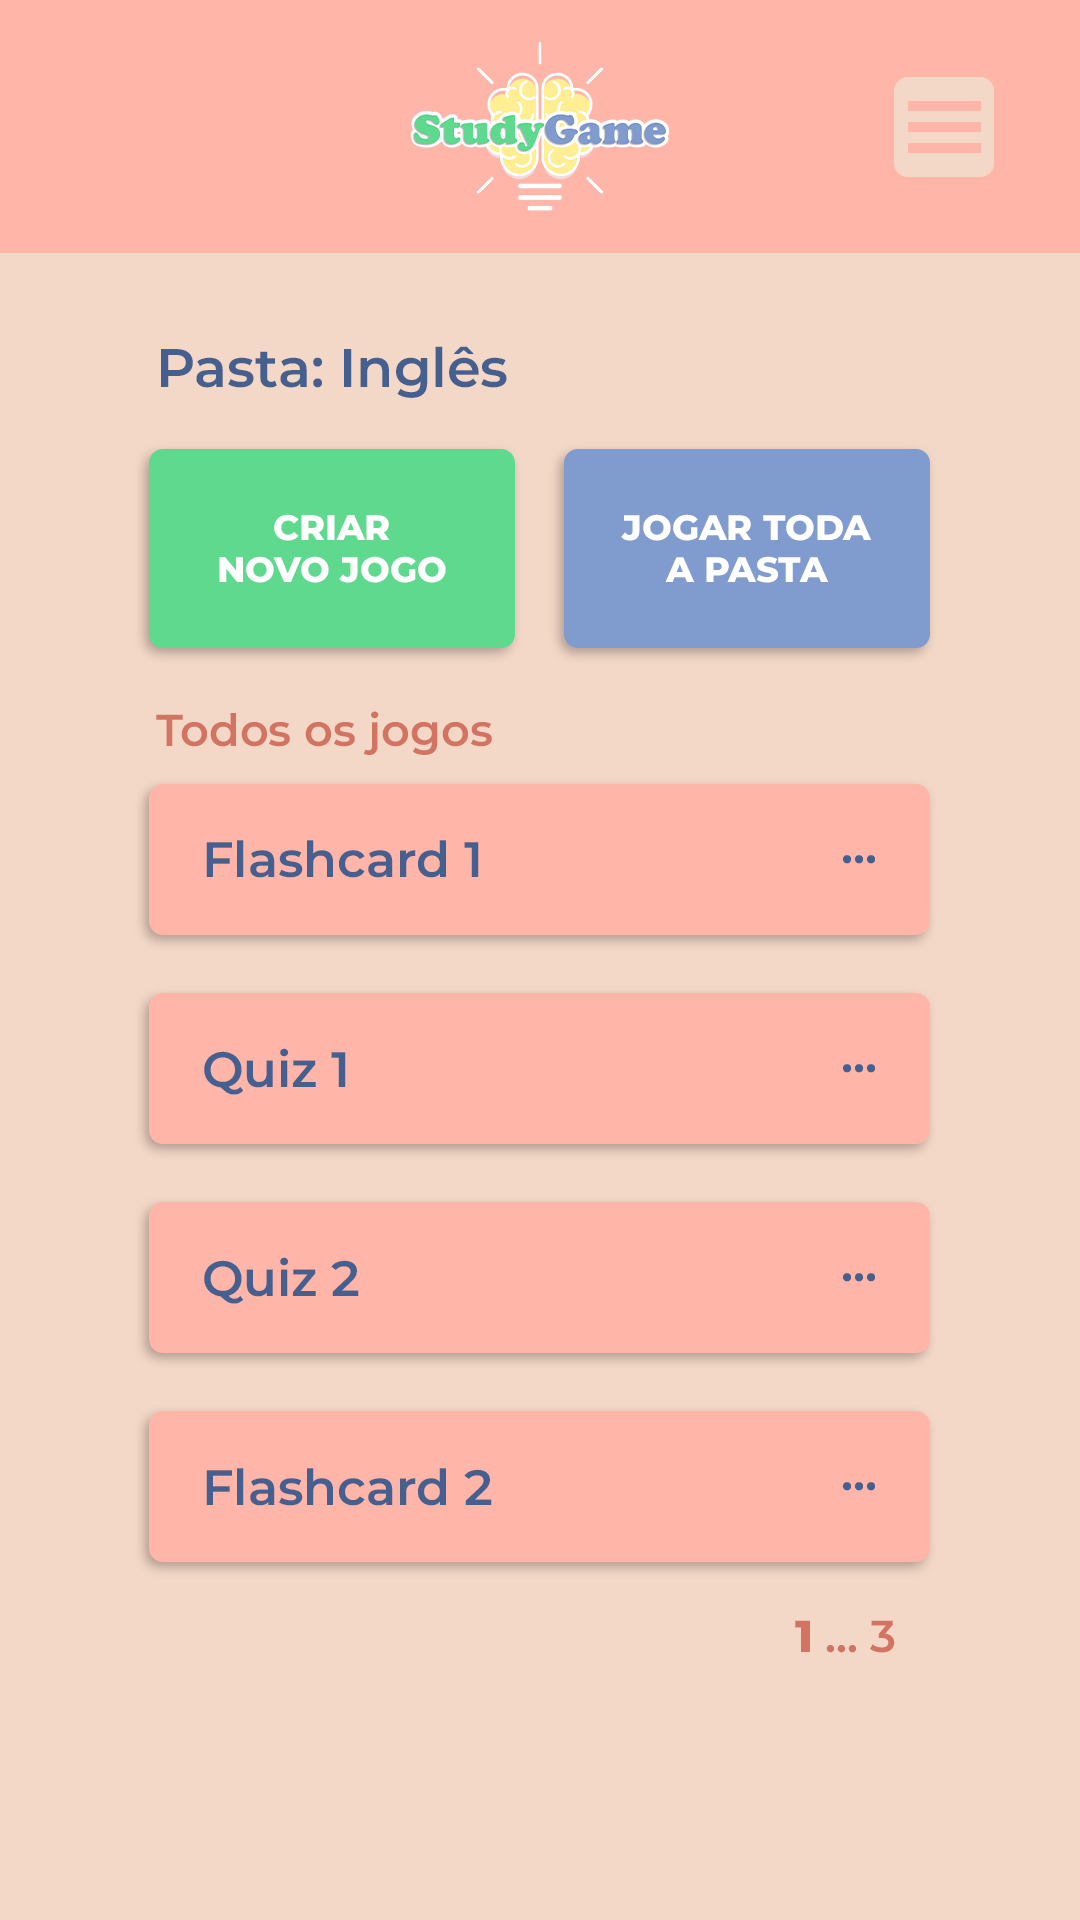 StudyGame
Pasta: Inglês
CRIAR
NOVO JOGO
JOGAR TODA
A PASTA
Todos os jogos
Flashcard 1 ...
Quiz 1 ...
Quiz 2 ...
Flashcard 2 ...
1 ... 3